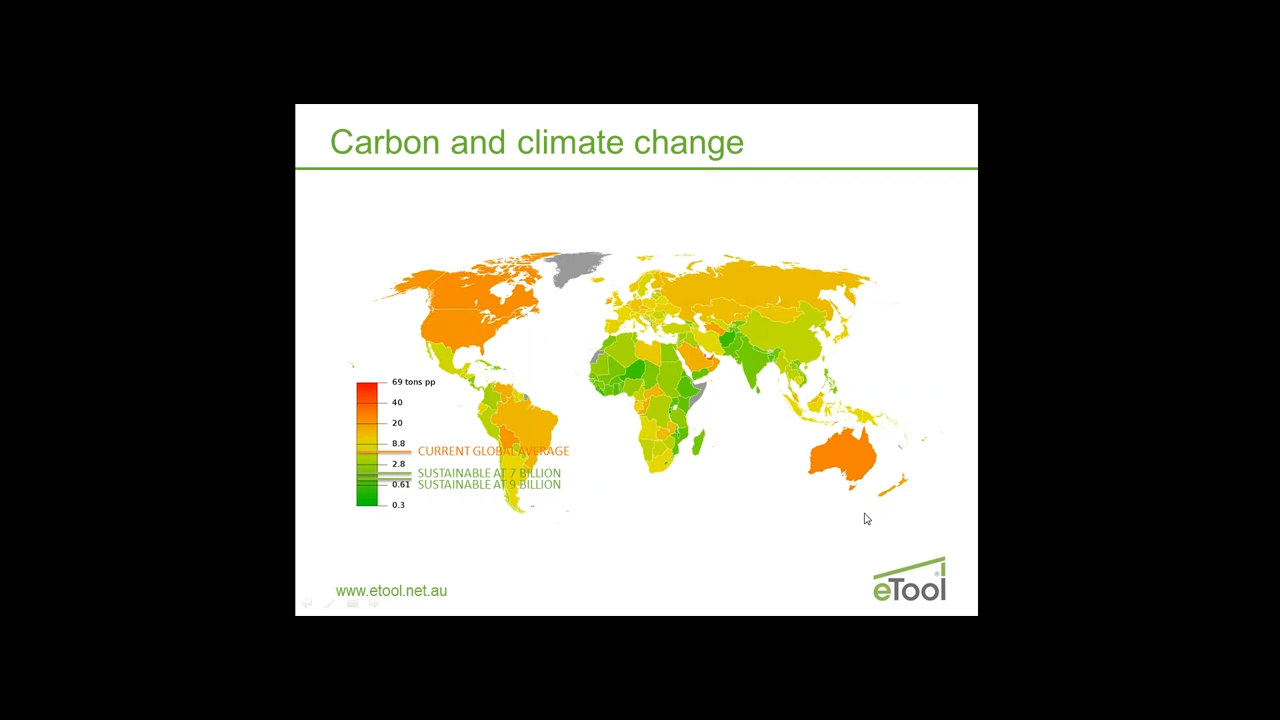 Carbon and climate change
69 tons pp
40
20
8.8
CURRENT GLOBAL AVERAGE
2.8
SUSTAINABLE AT 7 BILLION
0.61
SUSTAINABLE AT 9 BILLION
0.3
www.etool.net.au
eTool®